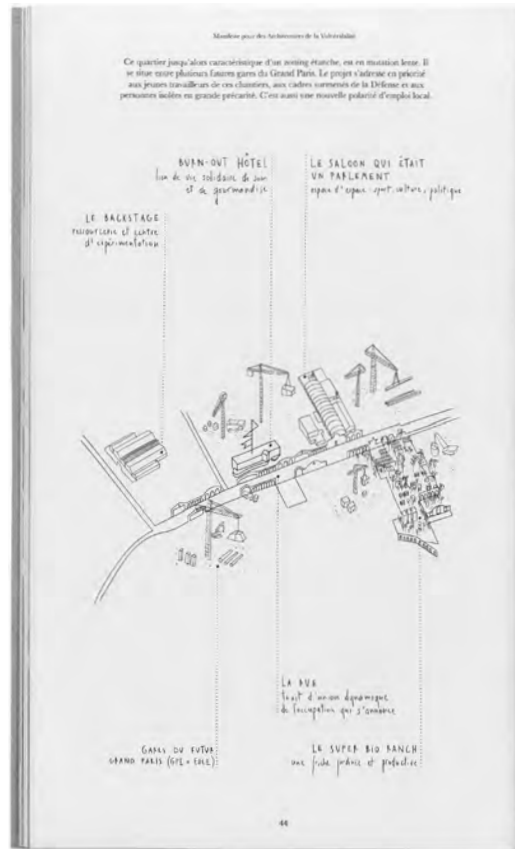 Manifeste pour des Architectures de la Vulnérabilité
Ce quartier jusqu'alors caractéristique d'un zoning étanche, est en mutation lente. Il
se situe entre plusieurs futures gares du Grand Paris. Le projet s'adresse en priorité
aux jeunes travailleurs de ces chantiers, aux cadres surmenés de la Défense et aux
personnes isolées en grande précarité. C'est aussi une nouvelle polarité d'emploi local.
BURN-OUT HÔTEL
lieu de vie solidaire de soin
et de gourmandise
LE SALOON QUI ÉTAIT
UN PARLEMENT
espace d'espace sport, culture, politique
LE BACKSTAGE
ressourcerie et centre
d'expérimentation
LA RUE
trait d'union dynamique
de l'occupation qui s'annonce
GARES DU FUTUR
GRAND PARIS (GPE + EOLE)
LE SUPER BIO RANCH
une friche jardinée et productive
44